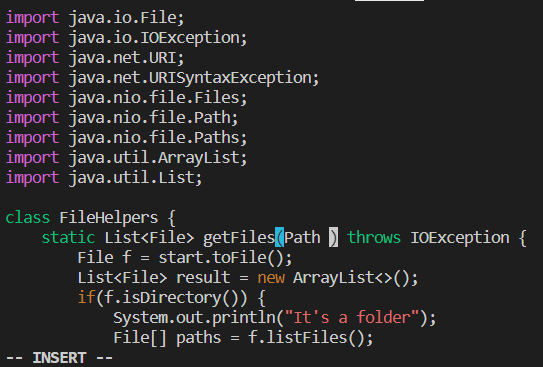 import java.io.File;
import java.io.IOException;
import java.net.URI;
import java.net.URISyntaxException;
import java.nio.file.Files;
import java.nio.file.Path;
import java.nio.file.Paths;
import java.util.ArrayList;
import java.util.List;

class FileHelpers {
    static List<File> getFiles(Path ) throws IOException {
        File f = start.toFile();
        List<File> result = new ArrayList<>();
        if(f.isDirectory()) {
            System.out.println("It's a folder");
            File[] paths = f.listFiles();
-- INSERT --